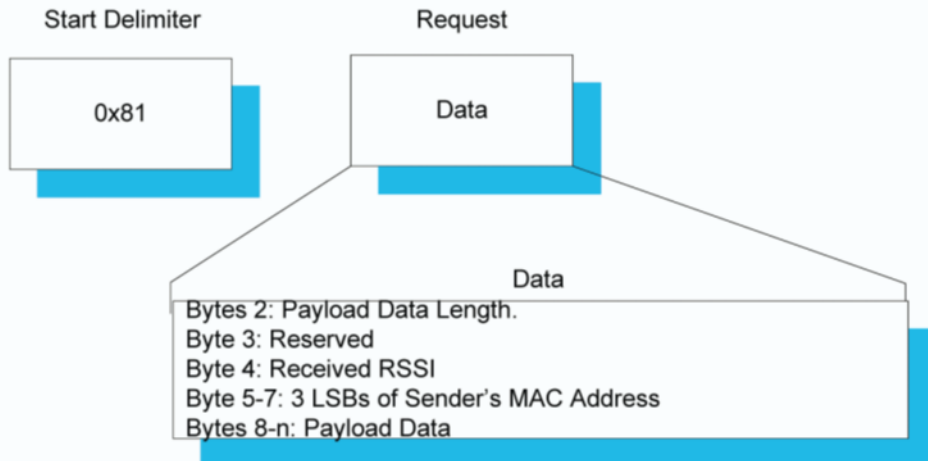 Start Delimiter
Request
0x81
Data
Data
Bytes 2: Payload Data Length.
Byte 3: Reserved
Byte 4: Received RSSI
Byte 5-7: 3 LSBs of Sender's MAC Address
Bytes 8-n: Payload Data